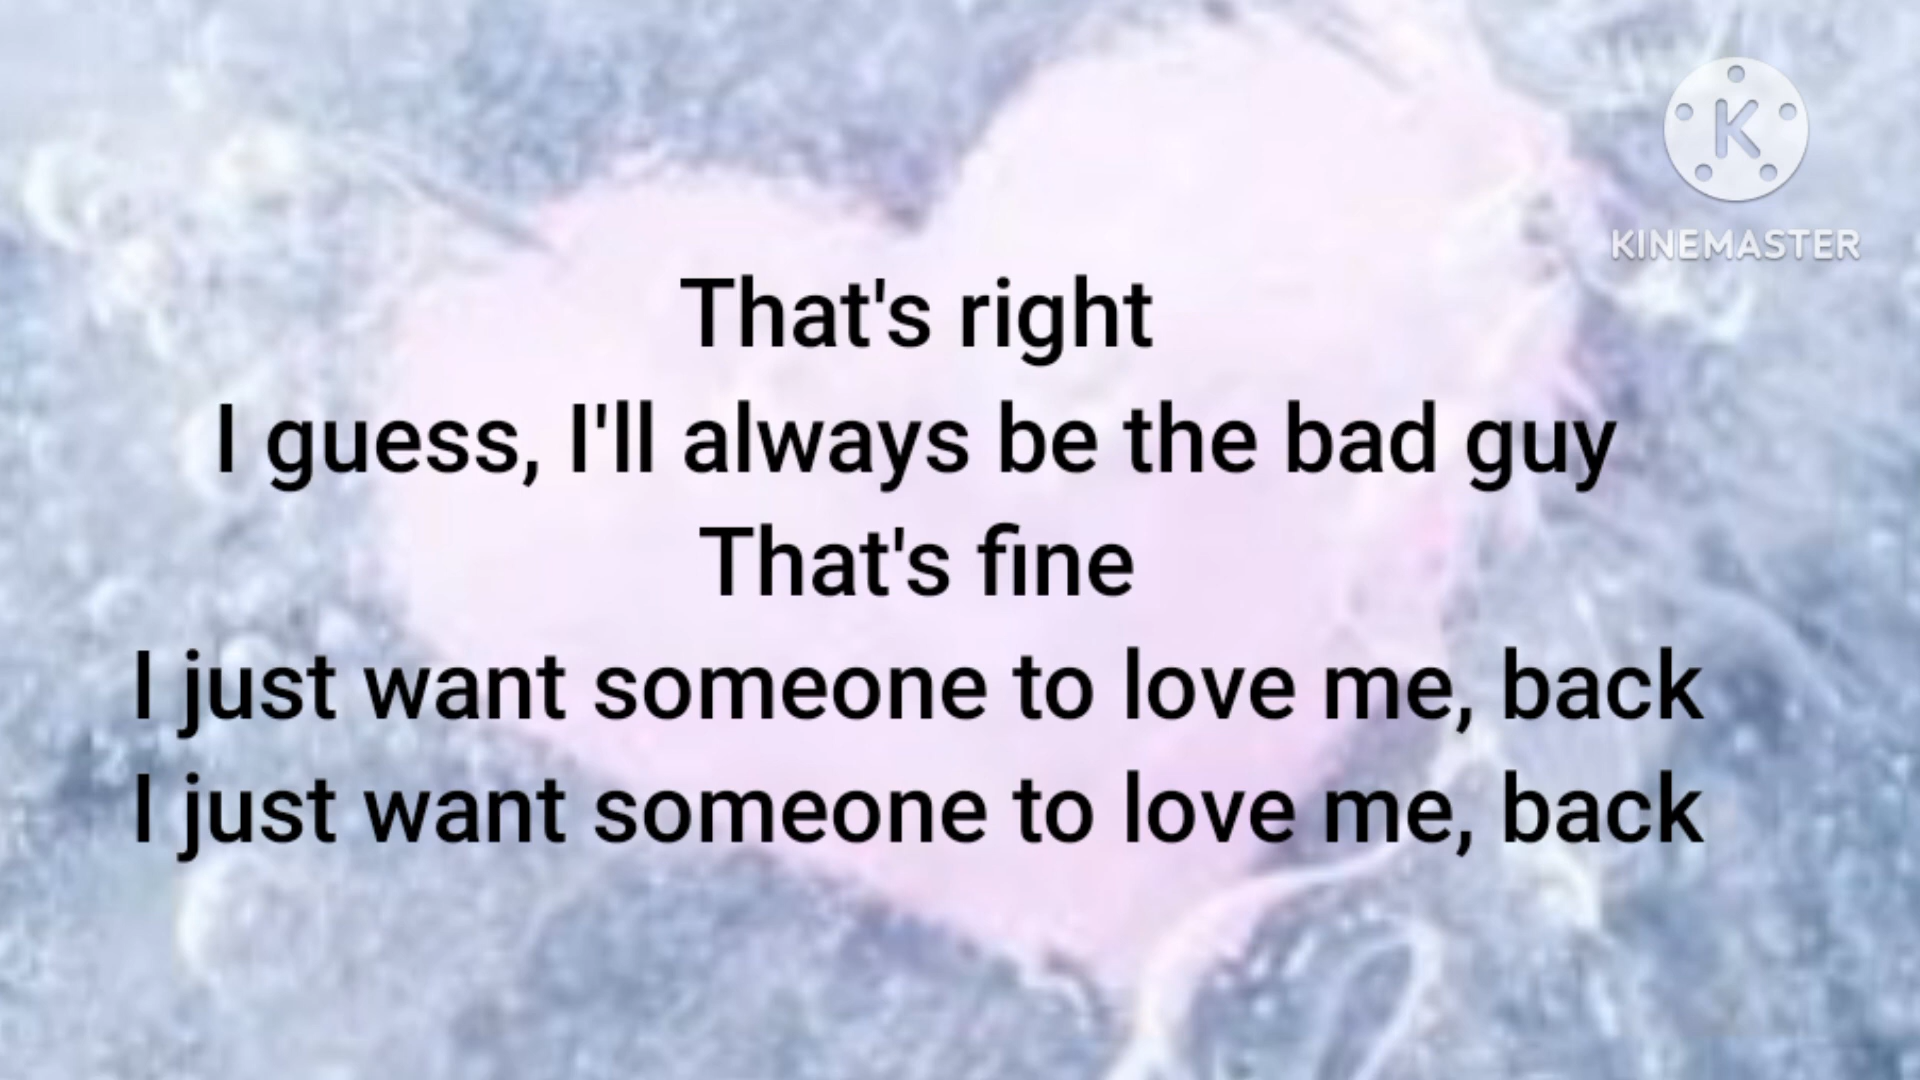 K
KINEMASTER
That's right
I guess, I'll always be the bad guy
That's fine
I just want someone to love me, back
I just want someone to love me, back